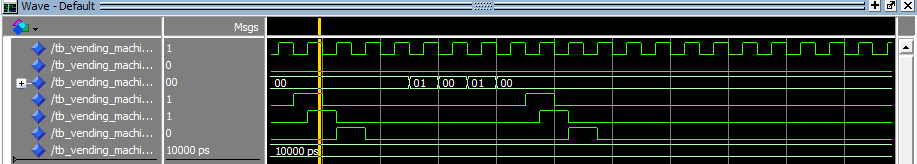 Wave - Default
Msgs
/tb_vending_machi... 1
/tb_vending_machi... 0
/tb_vending_machi... 00 00 01 00 01 00
/tb_vending_machi... 1
/tb_vending_machi... 1
/tb_vending_machi... 0
/tb_vending_machi... 10000 ps 10000 ps